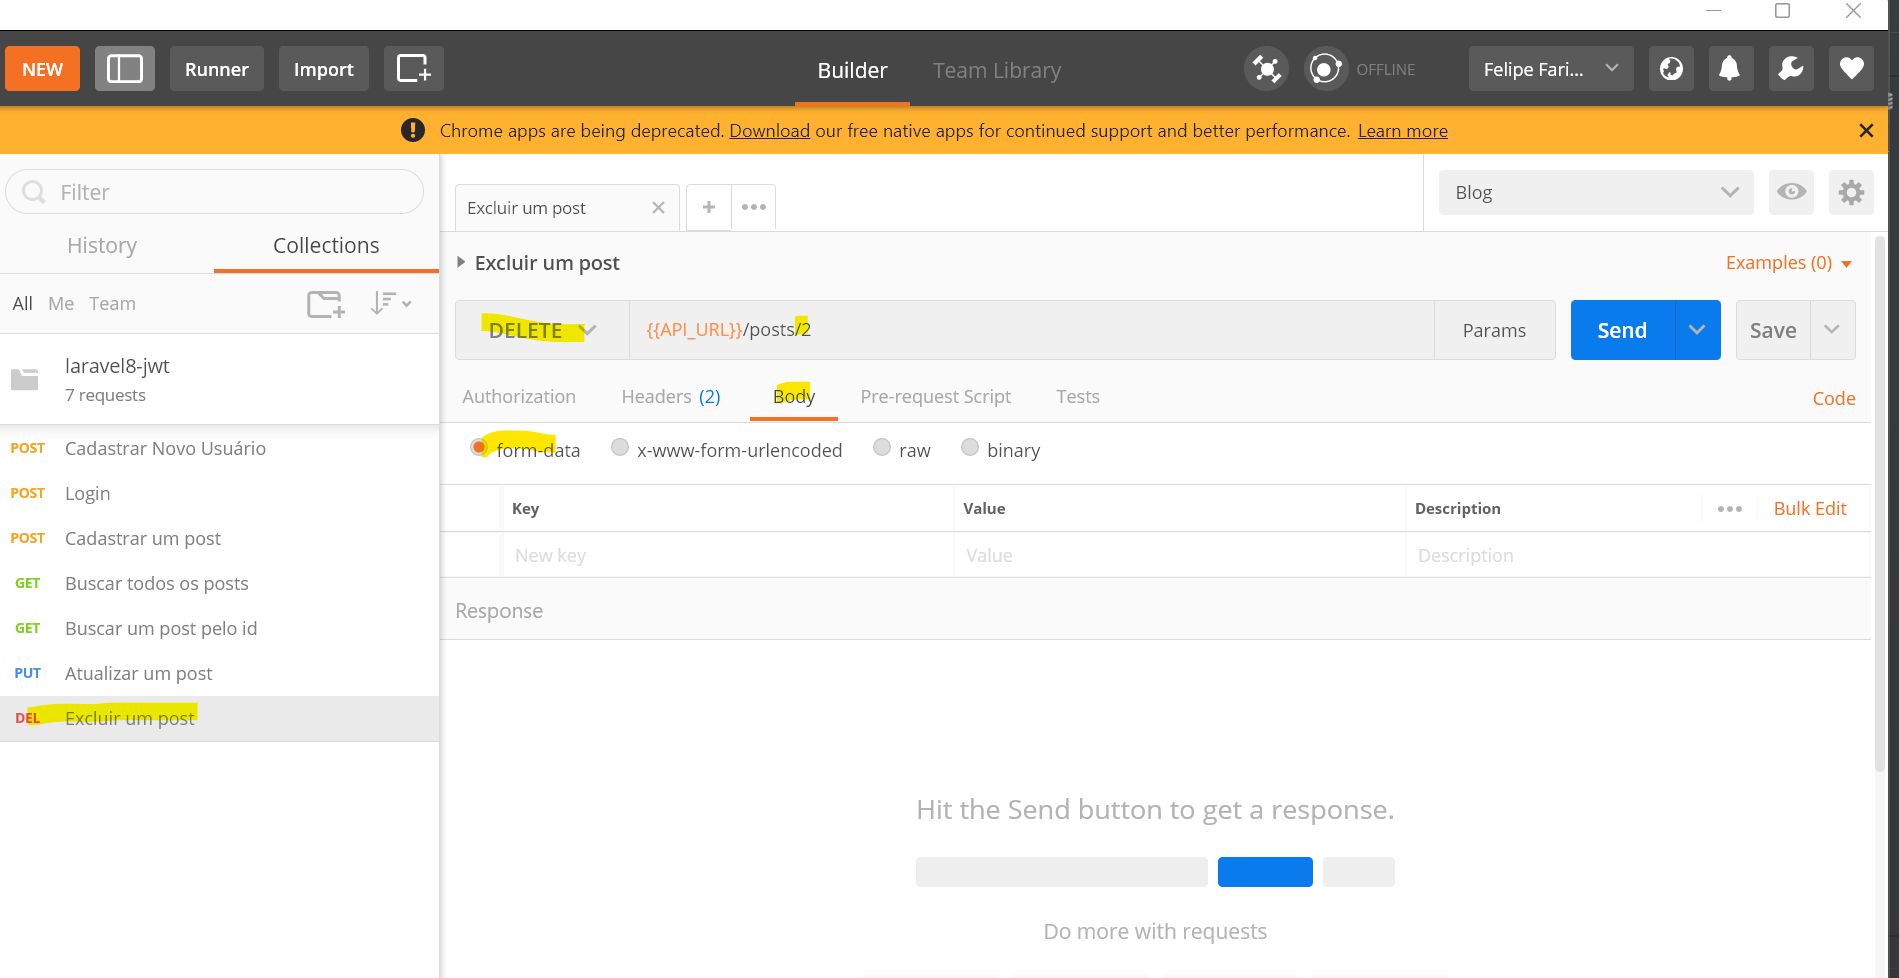 NEW Runner Import Builder Team Library OFFLINE Felipe Fari...
Chrome apps are being deprecated. Download our free native apps for continued support and better performance. Learn more
Filter
History Collections
All Me Team
laravel8-jwt
7 requests
POST Cadastrar Novo Usuário
POST Login
POST Cadastrar um post
GET Buscar todos os posts
GET Buscar um post pelo id
PUT Atualizar um post
DEL Excluir um post
Excluir um post
Blog
Excluir um post
Examples (0)
DELETE {{API_URL}}/posts/2 Params Send Save
Authorization Headers (2) Body Pre-request Script Tests Code
form-data x-www-form-urlencoded raw binary
Key Value Description Bulk Edit
New key Value Description
Response
Hit the Send button to get a response.
Do more with requests